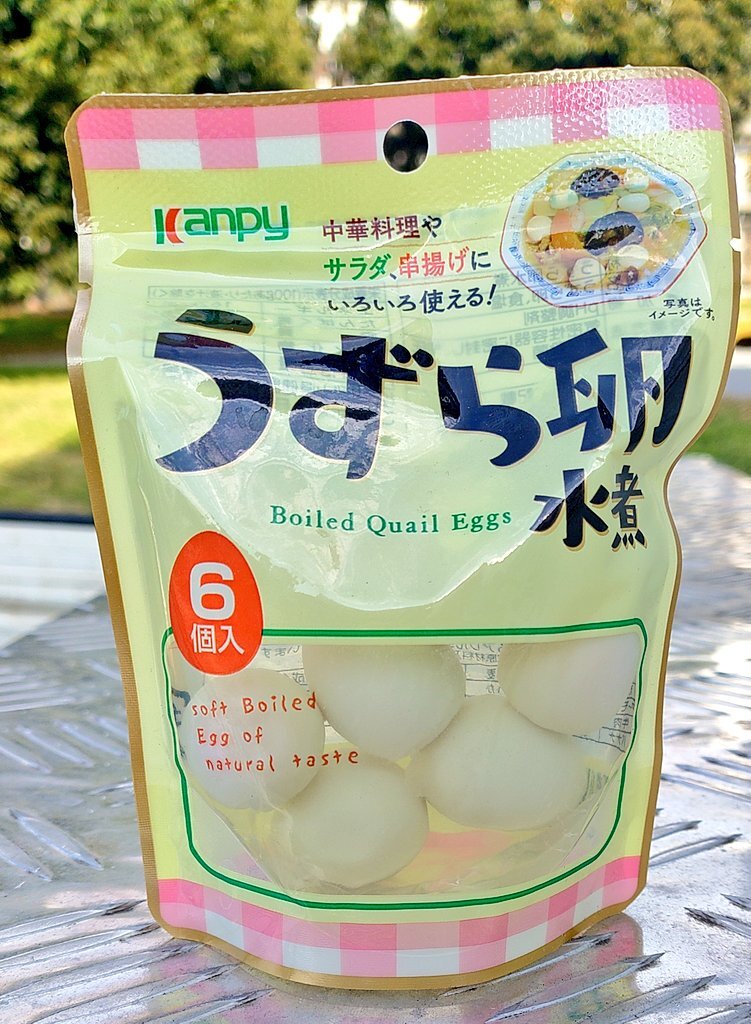 Kanpy
中華料理や
サラダ、串揚げに
いろいろ使える!
写真は
イメージです。
うずら卵
水煮
Boiled Quail Eggs
6
個入
soft Boiled
Egg of
natural taste